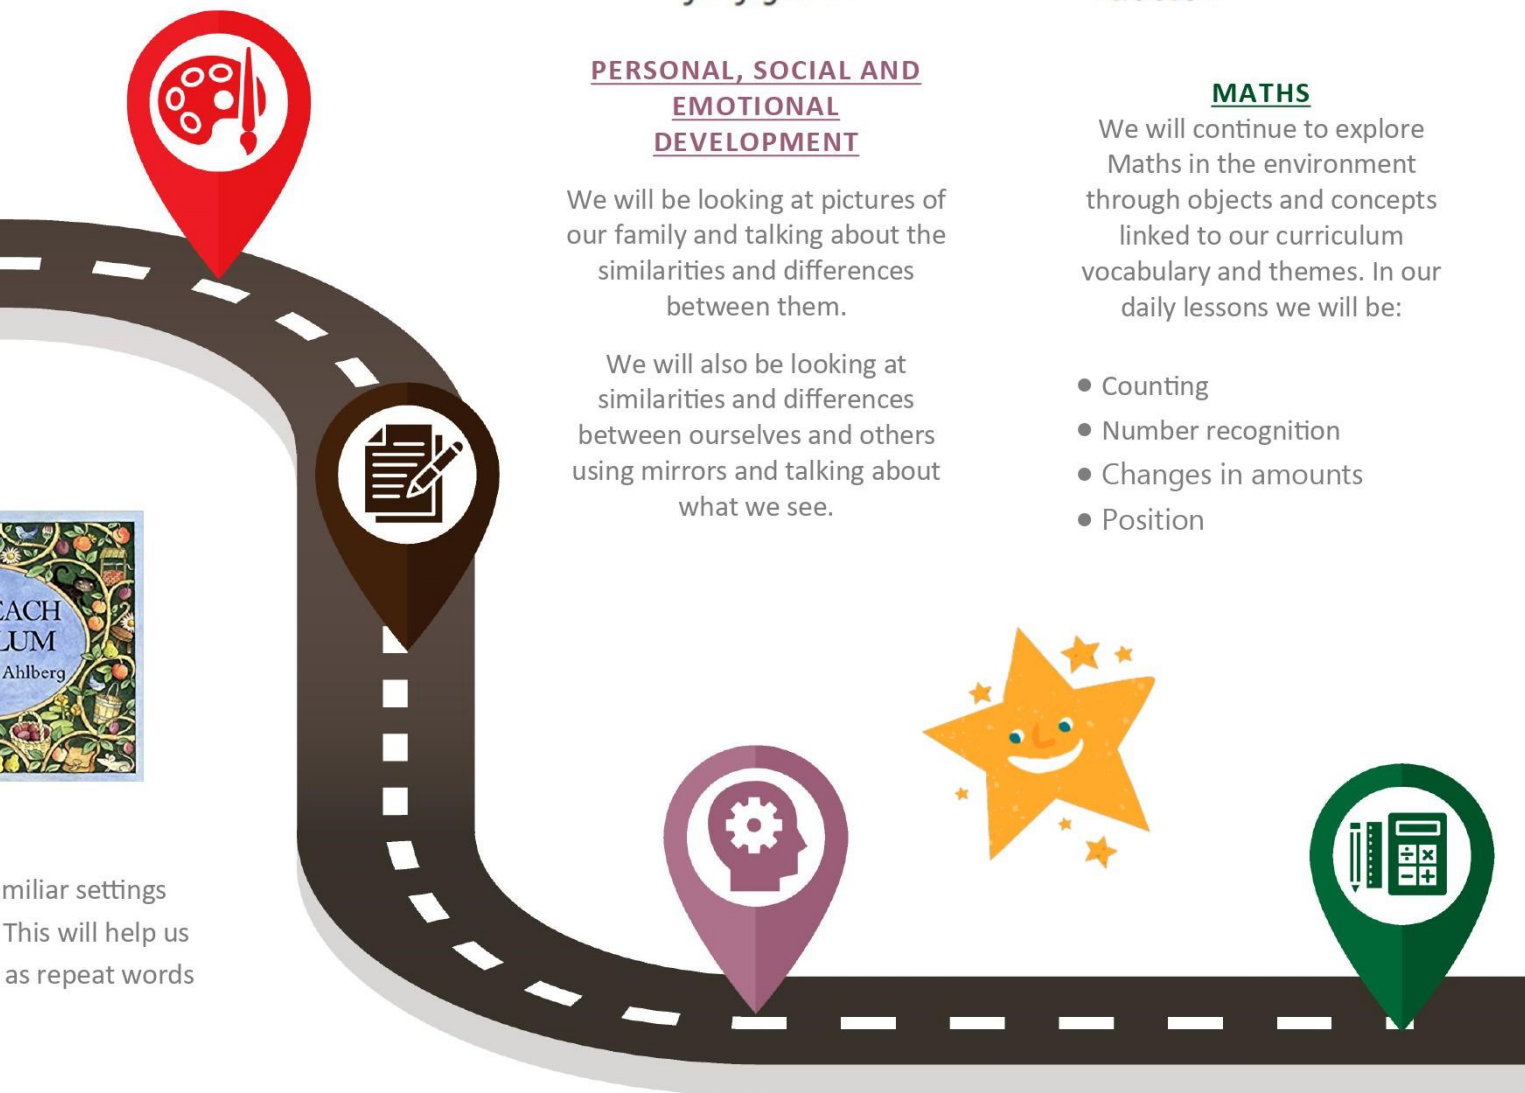 PERSONAL, SOCIAL AND
EMOTIONAL
DEVELOPMENT
We will be looking at pictures of
our family and talking about the
similarities and differences
between them.
We will also be looking at
similarities and differences
between ourselves and others
using mirrors and talking about
what we see.
MATHS
We will continue to explore
Maths in the environment
through objects and concepts
linked to our curriculum
vocabulary and themes. In our
daily lessons we will be:
• Counting
• Number recognition
• Changes in amounts
• Position
EACH
LUM
Ahlberg
miliar settings
This will help us
as repeat words